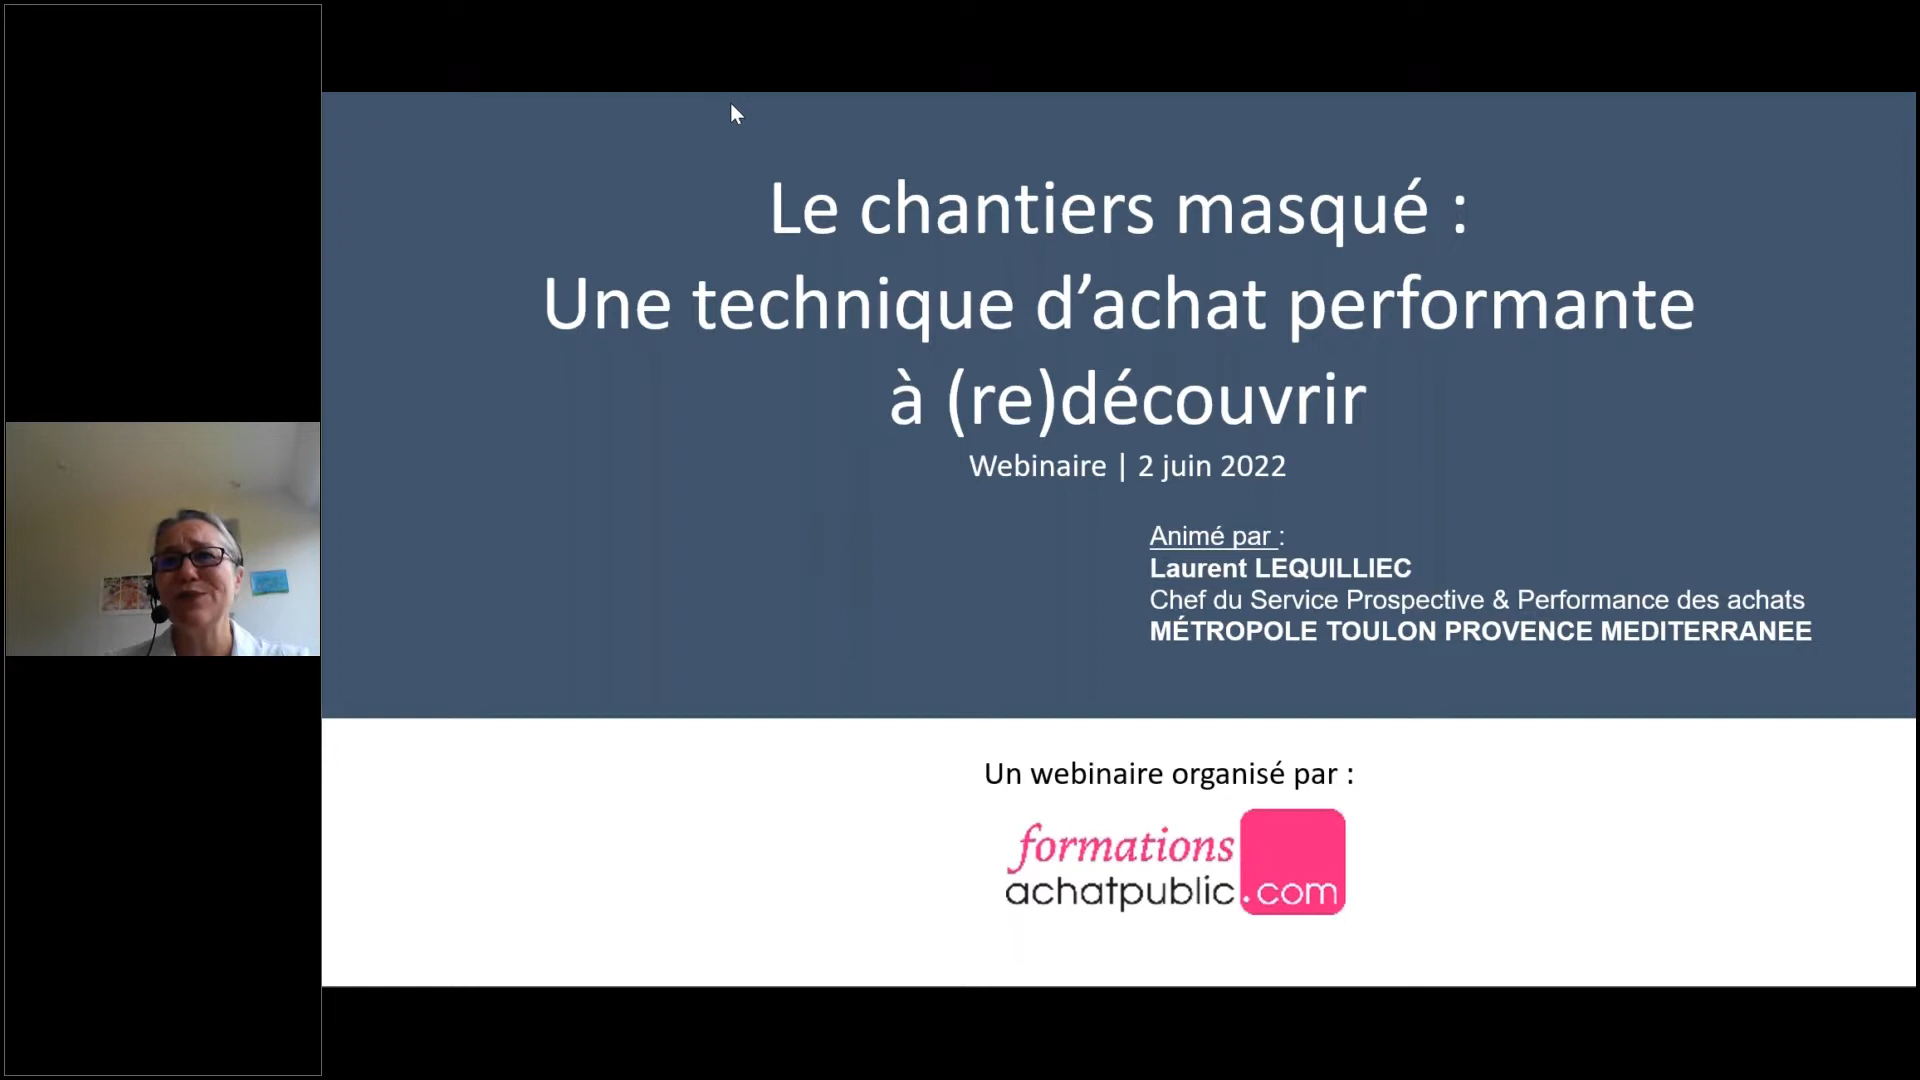 Le chantiers masqué :
Une technique d’achat performante
à (re)découvrir
Webinaire | 2 juin 2022
Animé par :
Laurent LEQUILLIEC
Chef du Service Prospective & Performance des achats
MÉTROPOLE TOULON PROVENCE MEDITERRANEE
Un webinaire organisé par :
formations
achatpublic.com